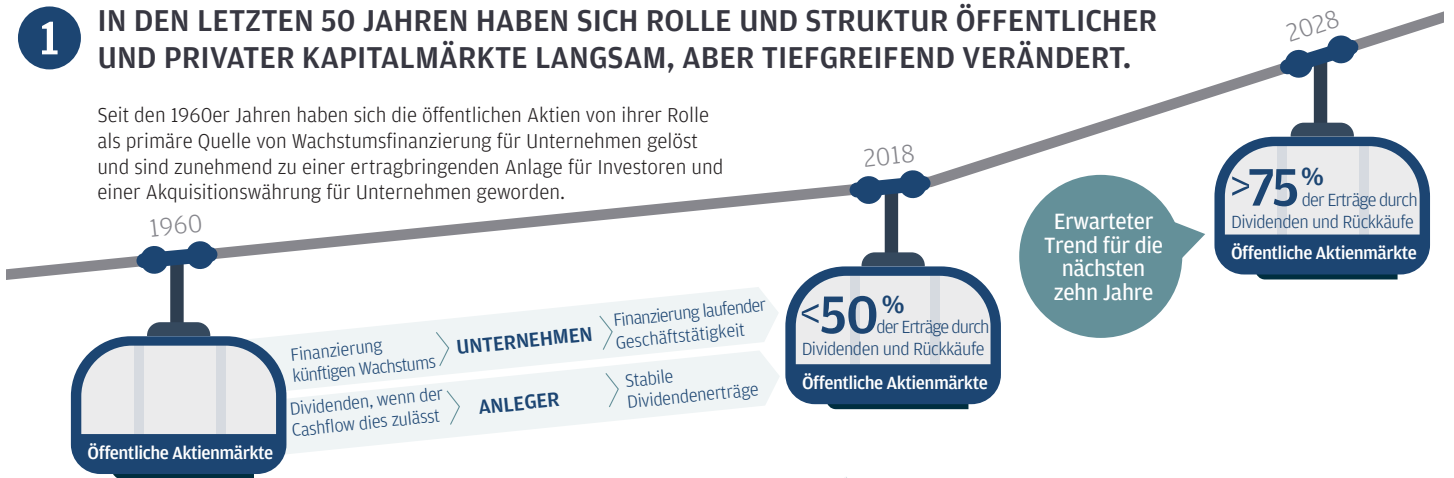 1
IN DEN LETZTEN 50 JAHREN HABEN SICH ROLLE UND STRUKTUR ÖFFENTLICHER
UND PRIVATER KAPITALMÄRKTE LANGSAM, ABER TIEFGREIFEND VERÄNDERT.
Seit den 1960er Jahren haben sich die öffentlichen Aktien von ihrer Rolle
als primäre Quelle von Wachstumsfinanzierung für Unternehmen gelöst
und sind zunehmend zu einer ertragbringenden Anlage für Investoren und
einer Akquisitionswährung für Unternehmen geworden.
1960
Öffentliche Aktienmärkte
Finanzierung
künftigen Wachstums
UNTERNEHMEN
Finanzierung laufender
Geschäftstätigkeit
Dividenden, wenn der
Cashflow dies zulässt
ANLEGER
Stabile
Dividendenerträge
2018
<50%
der Erträge durch
Dividenden und Rückkäufe
Öffentliche Aktienmärkte
Erwarteter
Trend für die
nächsten
zehn Jahre
2028
>75%
der Erträge durch
Dividenden und Rückkäufe
Öffentliche Aktienmärkte